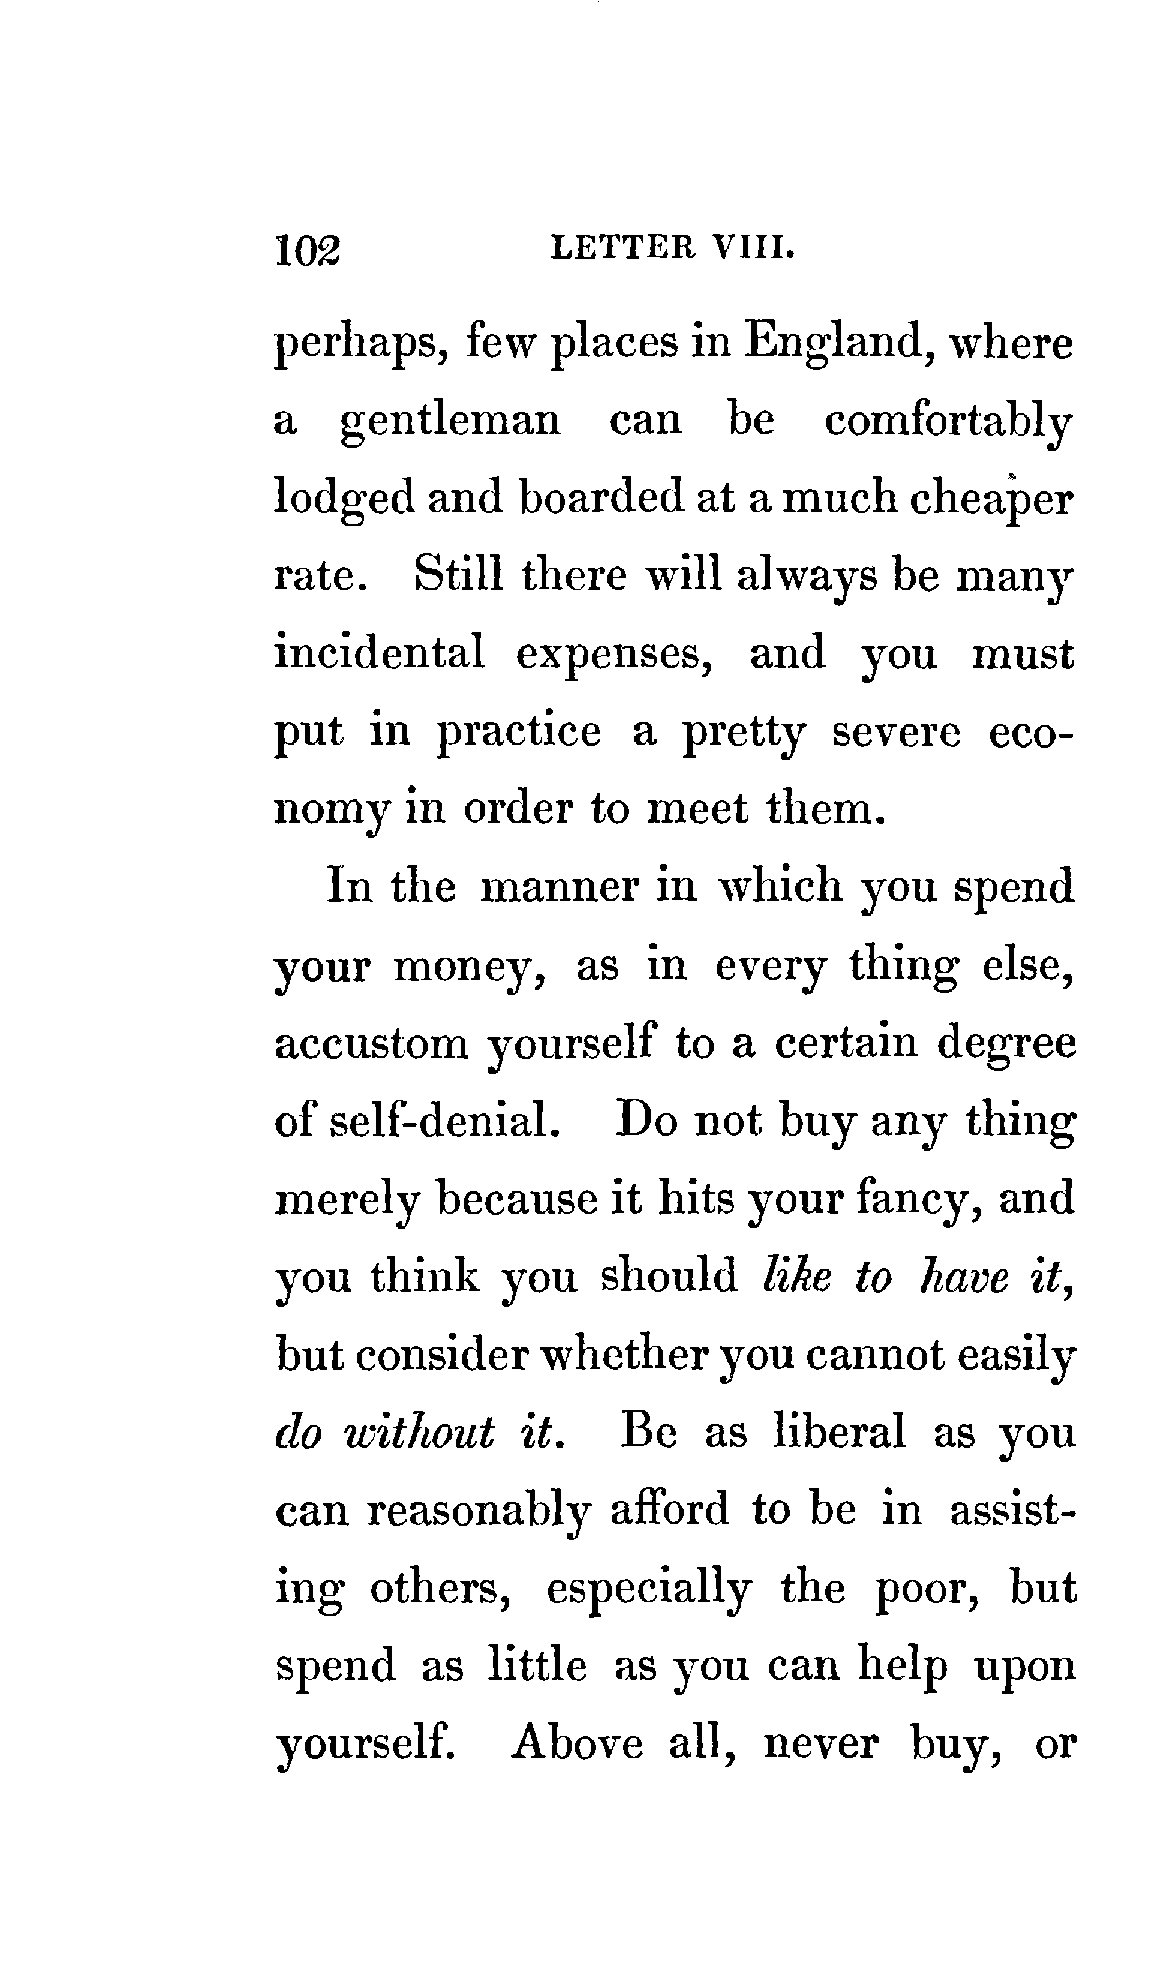 102 LETTER VIII.
perhaps, few places in England, where
a gentleman can be comfortably
lodged and boarded at a much cheaper
rate. Still there will always be many
incidental expenses, and you must
put in practice a pretty severe eco-
nomy in order to meet them.
In the manner in which you spend
your money, as in every thing else,
accustom yourself to a certain degree
of self-denial. Do not buy any thing
merely because it hits your fancy, and
you think you should like to have it,
but consider whether you cannot easily
do without it. Be as liberal as you
can reasonably afford to be in assist-
ing others, especially the poor, but
spend as little as you can help upon
yourself. Above all, never buy, or